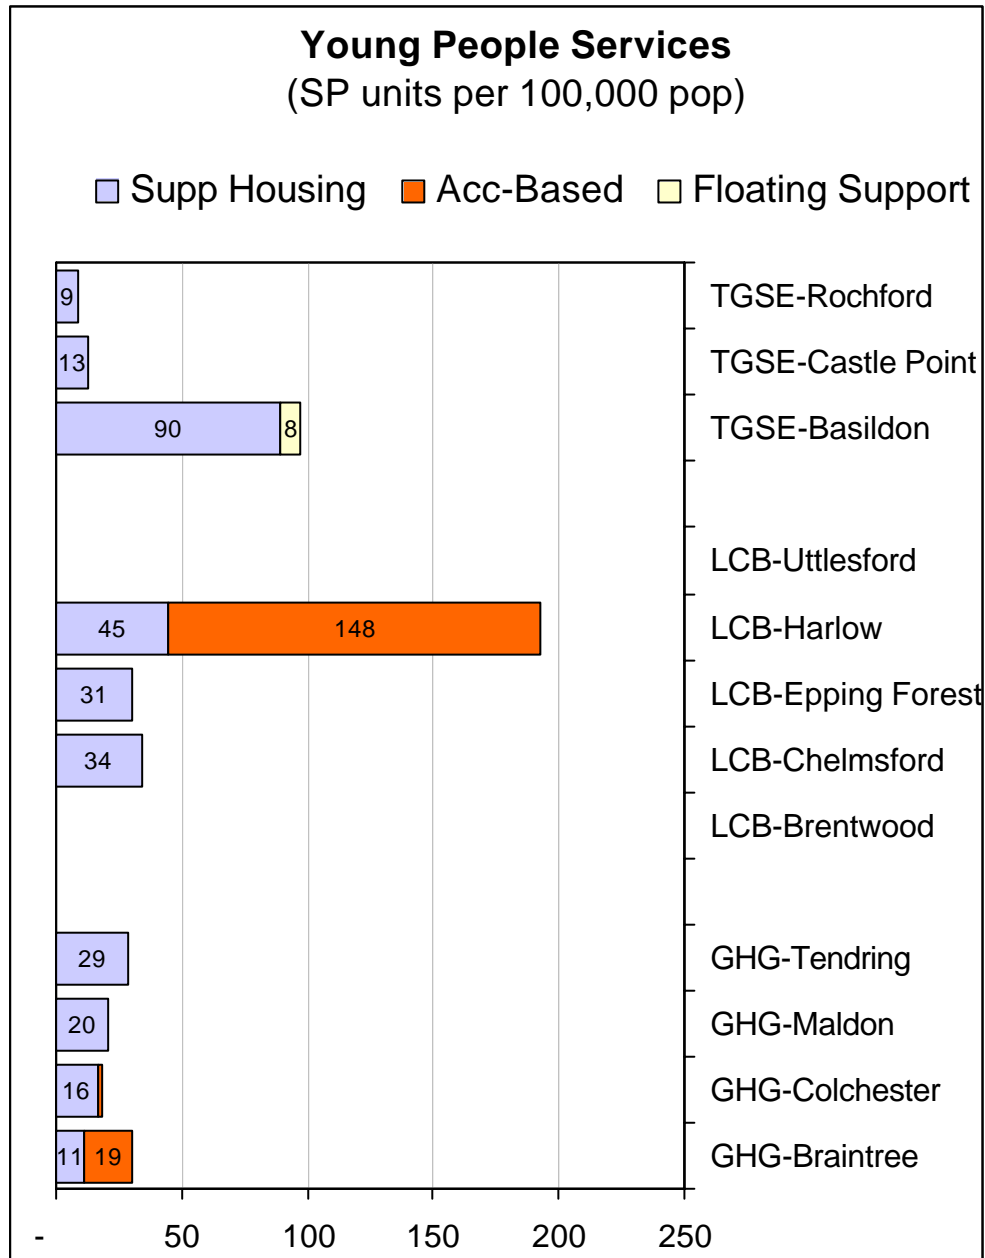 Young People Services
(SP units per 100,000 pop)
Supp Housing Acc-Based Floating Support
9 TGSE-Rochford
13 TGSE-Castle Point
90 8 TGSE-Basildon
LCB-Uttlesford
45 148 LCB-Harlow
31 LCB-Epping Forest
34 LCB-Chelmsford
LCB-Brentwood
29 GHG-Tendring
20 GHG-Maldon
16 GHG-Colchester
11 19 GHG-Braintree
- 50 100 150 200 250